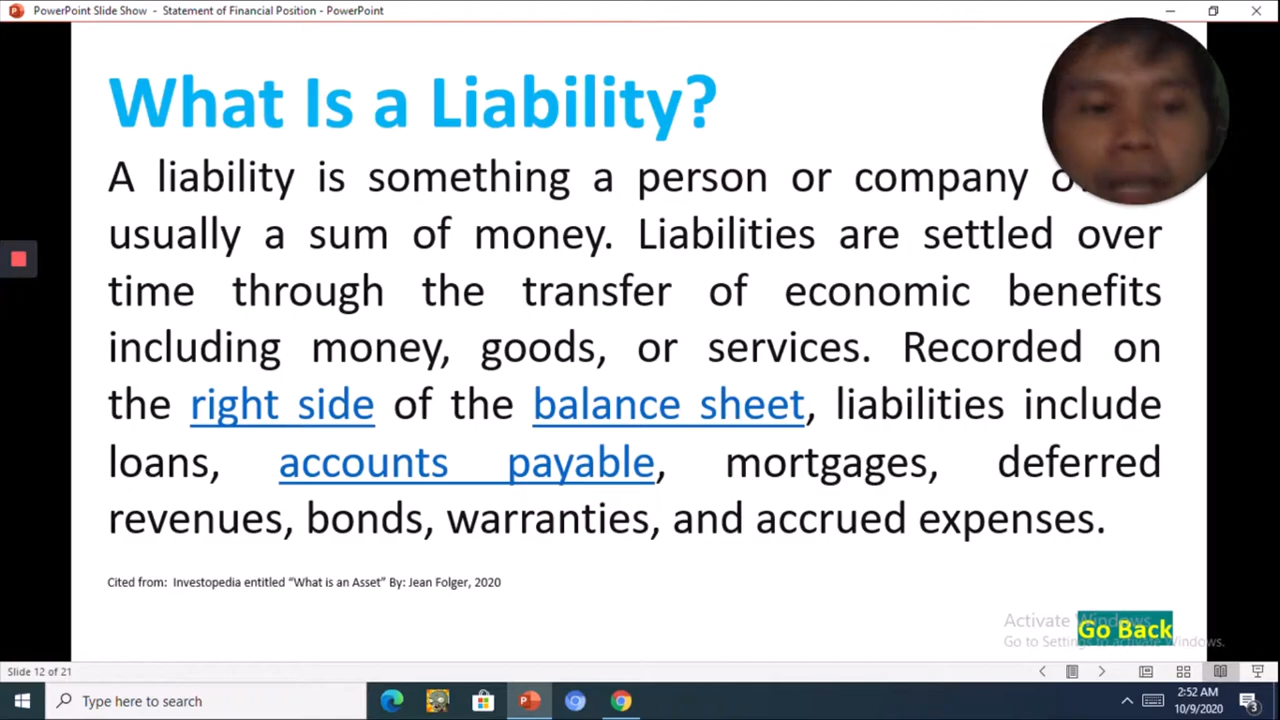 PowerPoint Slide Show - Statement of Financial Position - PowerPoint
What Is a Liability?
A liability is something a person or company
usually a sum of money. Liabilities are settled over
time through the transfer of economic benefits
including money, goods, or services. Recorded on
the right side of the balance sheet, liabilities include
loans, accounts payable, mortgages, deferred
revenues, bonds, warranties, and accrued expenses.
Cited from: Investopedia entitled “What is an Asset” By: Jean Folger, 2020
Activate Windows
Go Back
Go to Settings to activate Windows.
Slide 12 of 21
Type here to search
2:52 AM
10/9/2020
3